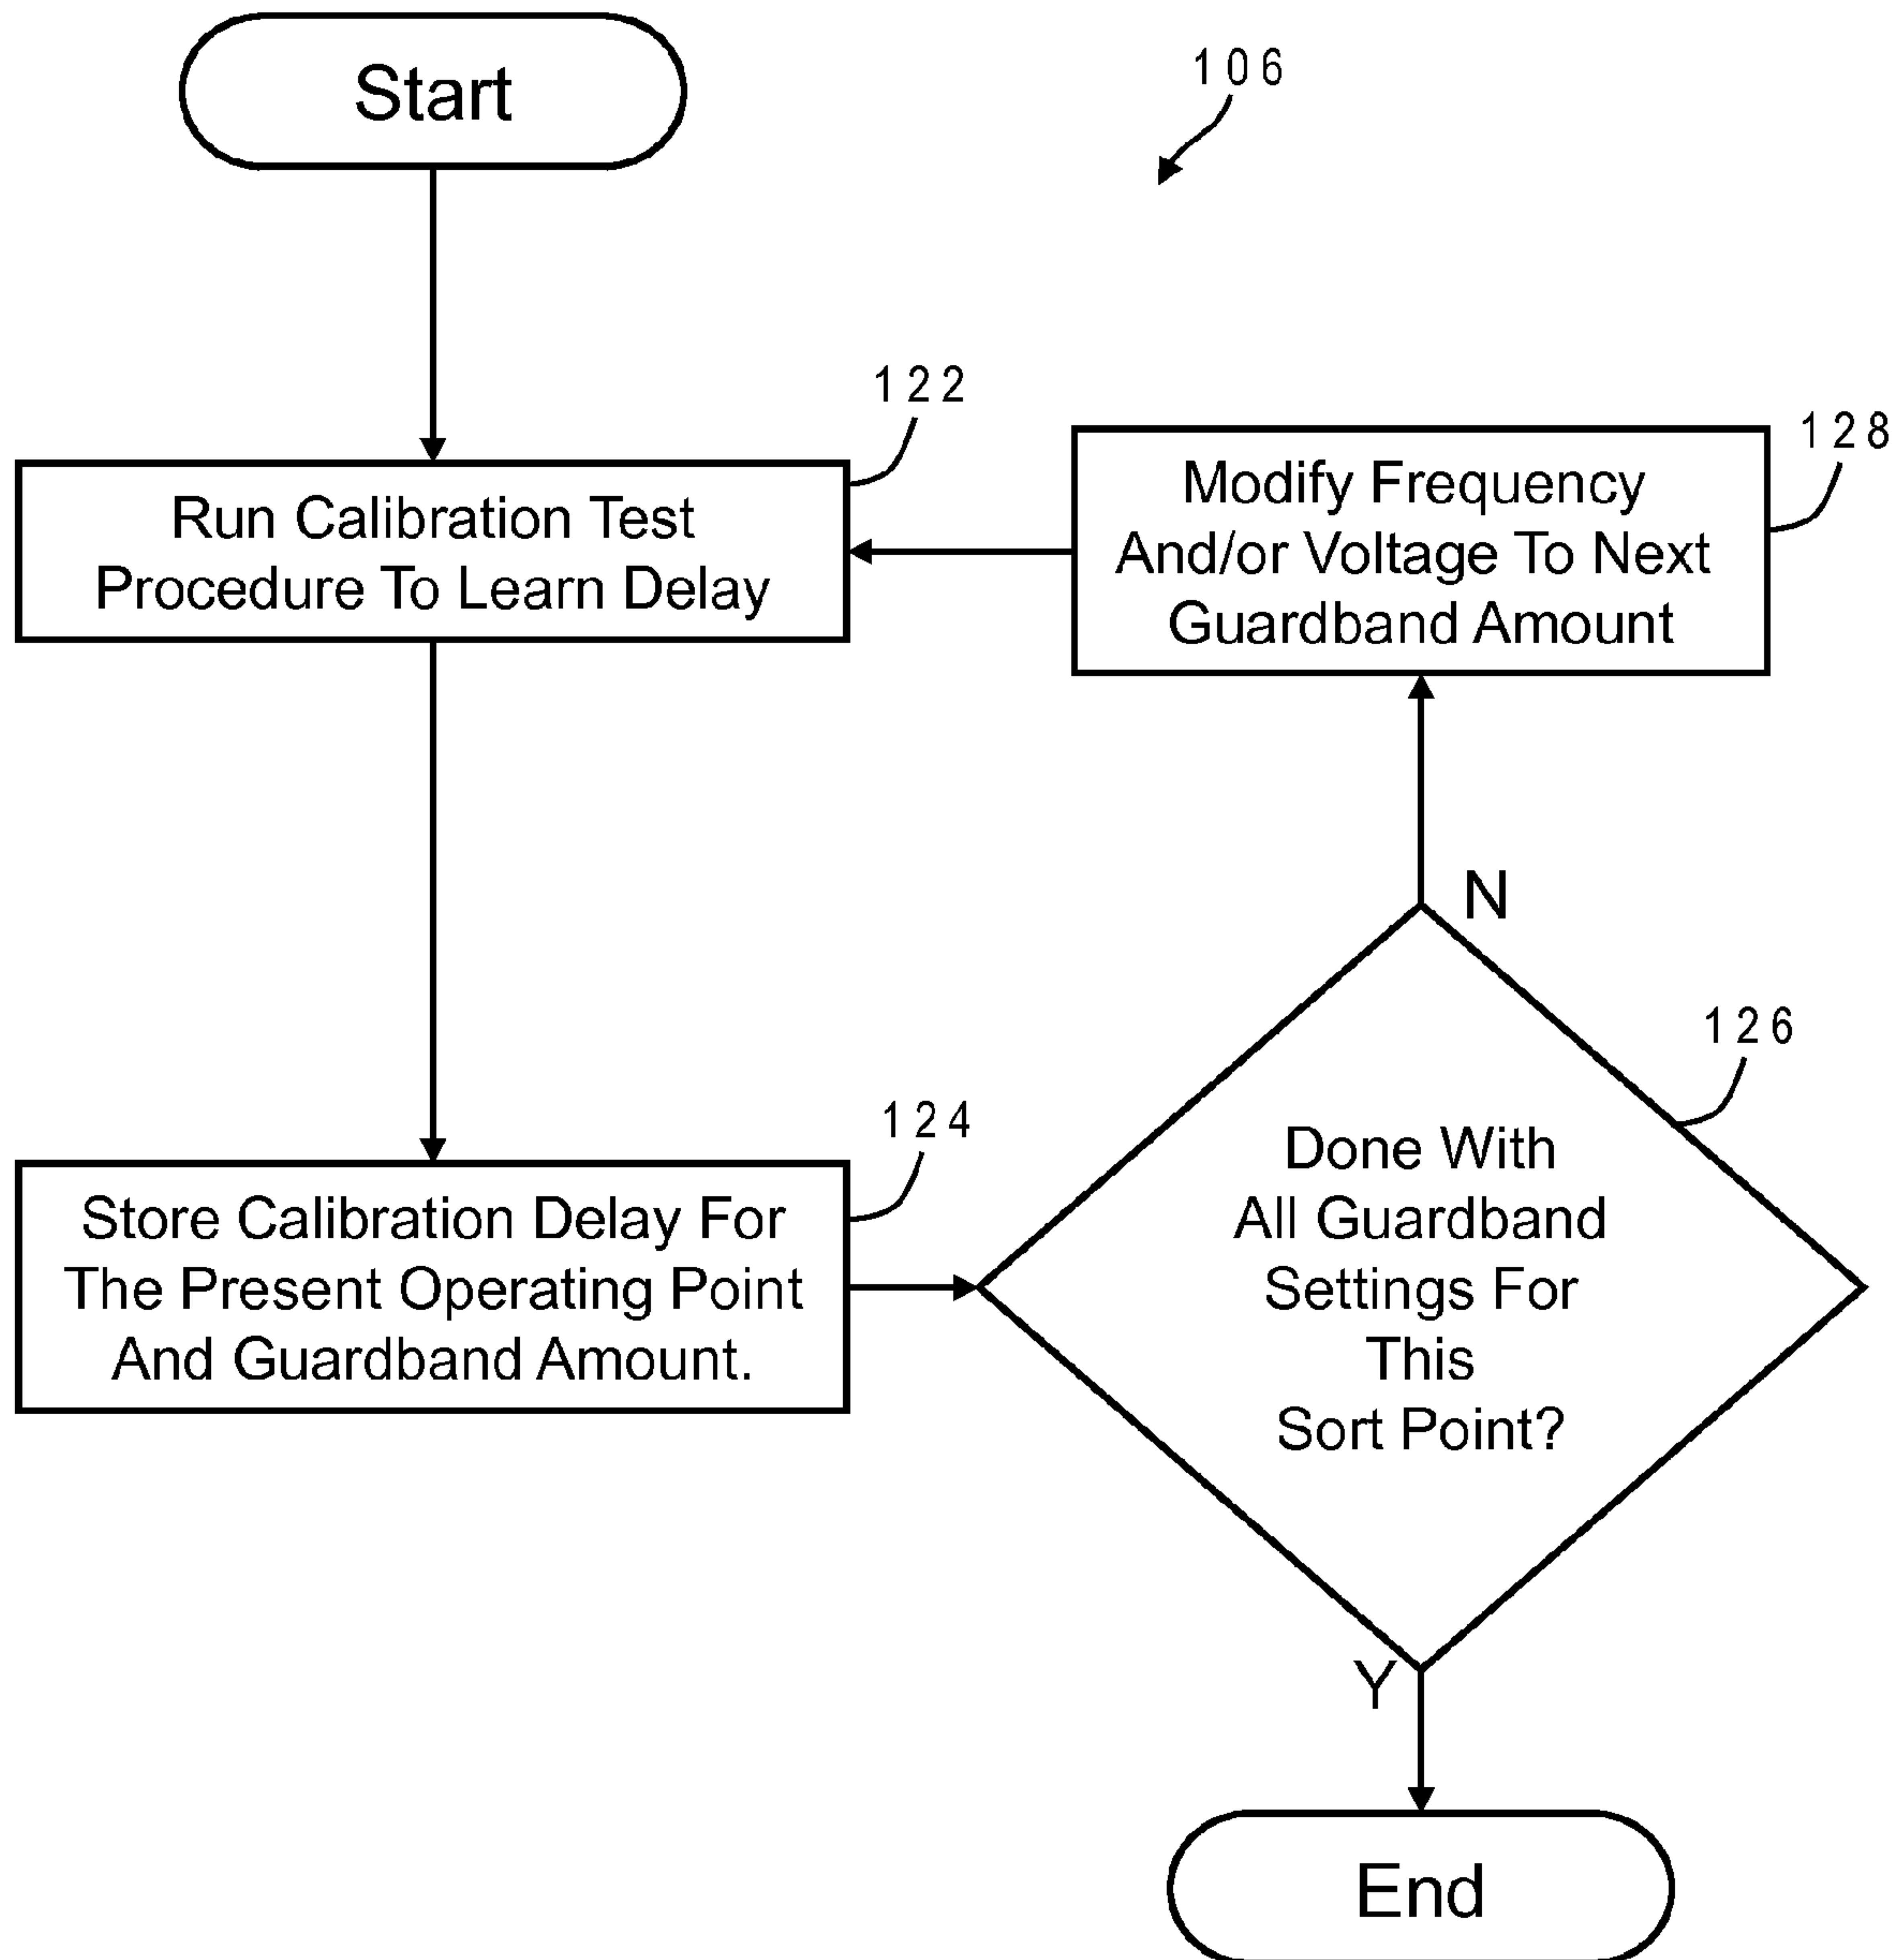 Start
106
122
Run Calibration Test
Procedure To Learn Delay
128
Modify Frequency
And/or Voltage To Next
Guardband Amount
124
Store Calibration Delay For
The Present Operating Point
And Guardband Amount.
N
126
Done With
All Guardband
Settings For
This
Sort Point?
Y
End